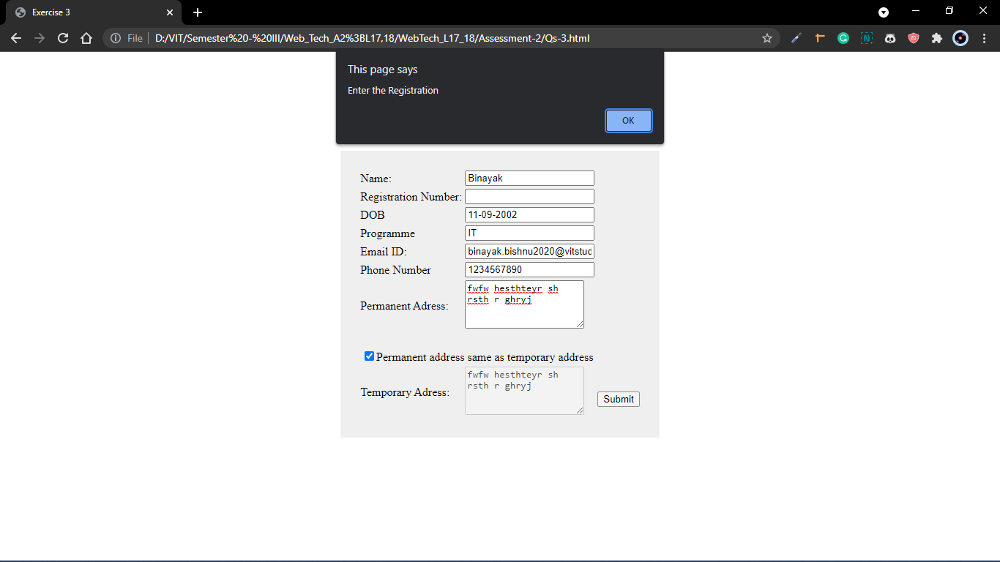 Exercise 3
File
D:/VIT/Semester%20-%20III/Web_Tech_A2%3BL17,18/WebTech_L17_18/Assessment-2/Qs-3.html
This page says
Enter the Registration
OK
Name: Binayak
Registration Number:
DOB 11-09-2002
Programme IT
Email ID: binayak.bishnu2020@vitstud
Phone Number 1234567890
Permanent Adress:
fwfw hesthteyr sh
rsth r ghryj
Permanent address same as temporary address
Temporary Adress:
fwfw hesthteyr sh
rsth r ghryj
Submit